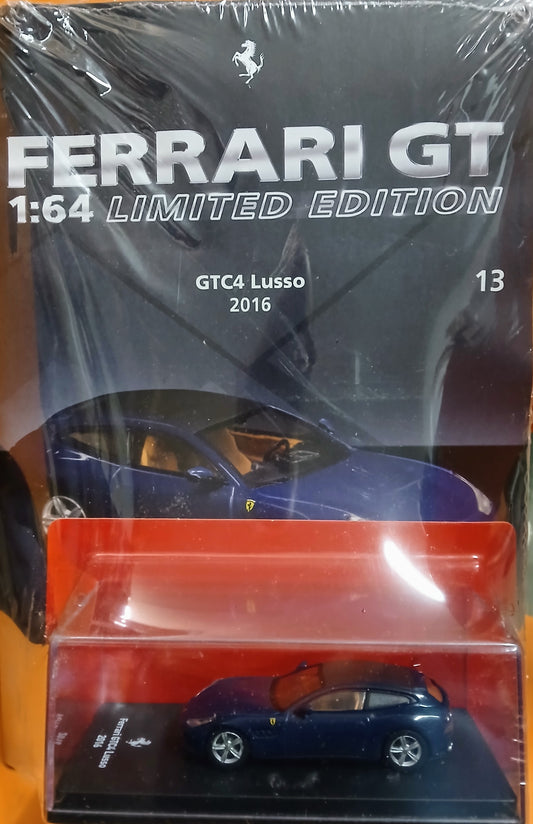 FERRARI GT
1:64 LIMITED EDITION
GTC4 Lusso
13
2016
Ferrari GTC4 Lusso
2016